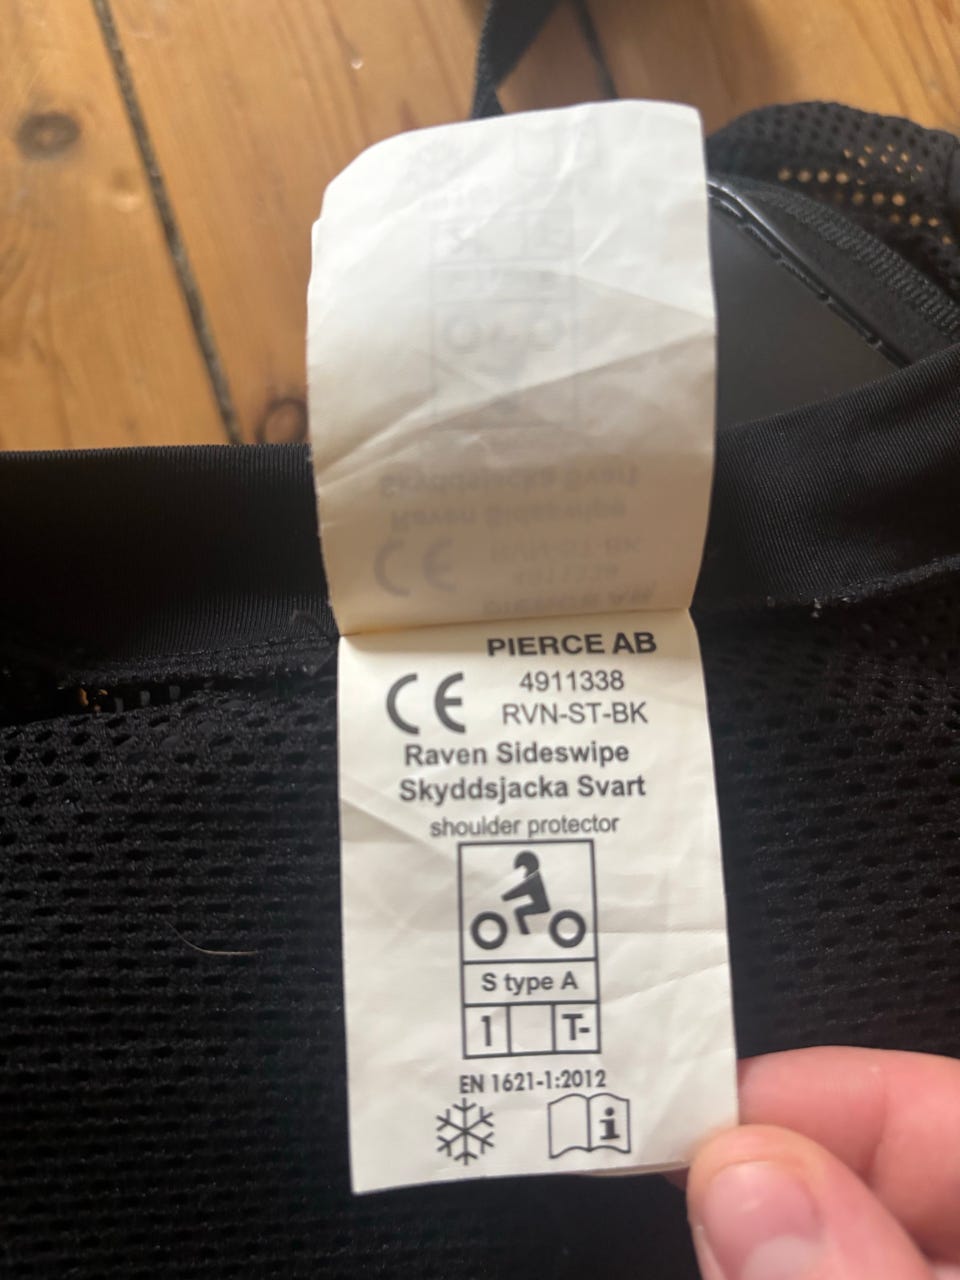 PIERCE AB
CE 4911338
RVN-ST-BK
Raven Sideswipe
Skyddsjacka Svart
shoulder protector
S type A
1 T-
EN 1621-1:2012
i